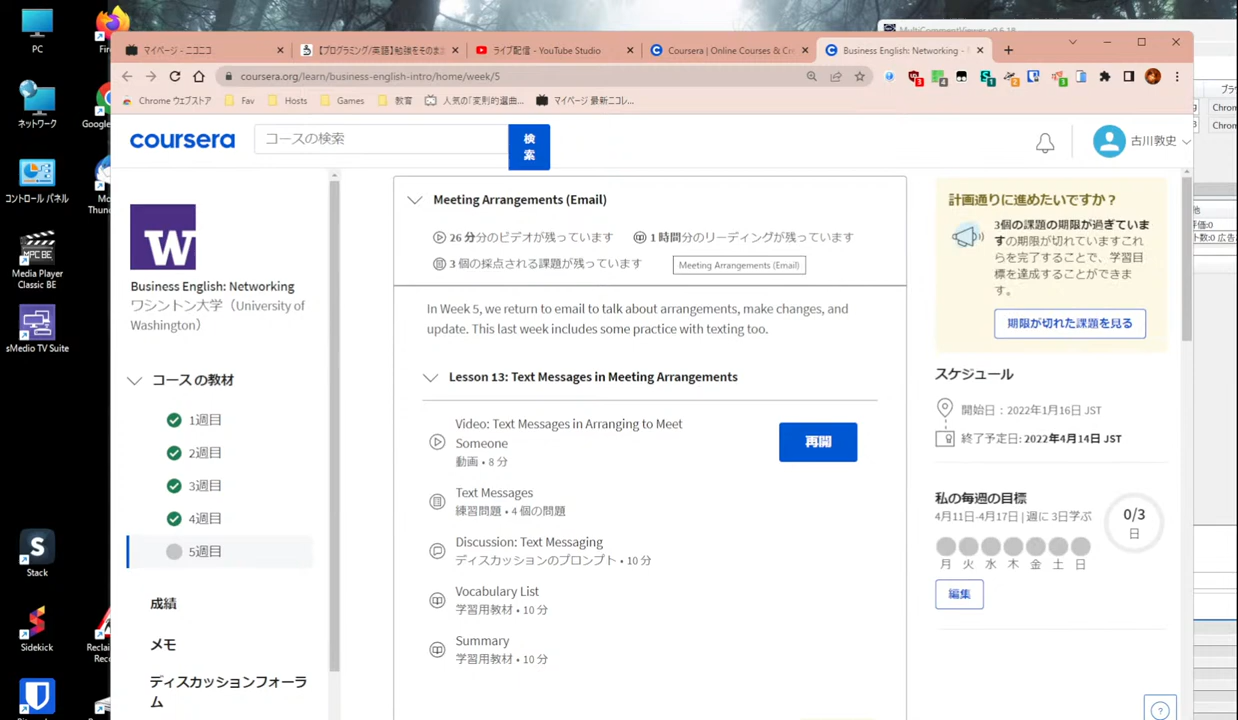 PC
ネットワーク
コントロール パネル
Media Player
Classic BE
sMedio TV Suite
Stack
Sidekick
マイページ - ニコニコ
【プログラミング/英語】勉強をそのま
ライブ配信 - YouTube Studio
Coursera | Online Courses & Cr
Business English: Networking -
coursera.org/learn/business-english-intro/home/week/5
Chrome ウェブストア
Fav
Hosts
Games
教育
人気の「変則的選曲...
マイページ 最新ニコレ...
coursera
コースの検索
検
索
古川敦史
W
Business English: Networking
ワシントン大学（University of
Washington）
コースの教材
1週目
2週目
3週目
4週目
5週目
成績
メモ
ディスカッションフォーラ
ム
Meeting Arrangements (Email)
26 分分のビデオが残っています
1 時間分のリーディングが残っています
3 個の採点される課題が残っています
Meeting Arrangements (Email)
In Week 5, we return to email to talk about arrangements, make changes, and
update. This last week includes some practice with texting too.
Lesson 13: Text Messages in Meeting Arrangements
Video: Text Messages in Arranging to Meet
Someone
動画 • 8 分
再開
Text Messages
練習問題 • 4 個の問題
Discussion: Text Messaging
ディスカッションのプロンプト • 10 分
Vocabulary List
学習用教材 • 10 分
Summary
学習用教材 • 10 分
計画通りに進めたいですか？
3個の課題の期限が過ぎていま
すの期限が切れていますこれ
らを完了することで、学習目
標を達成することができま
す。
期限が切れた課題を見る
スケジュール
開始日：2022年1月16日 JST
終了予定日: 2022年4月14日 JST
私の毎週の目標
4月11日-4月17日 | 週に 3日学ぶ
0/3
日
月 火 水 木 金 土 日
編集